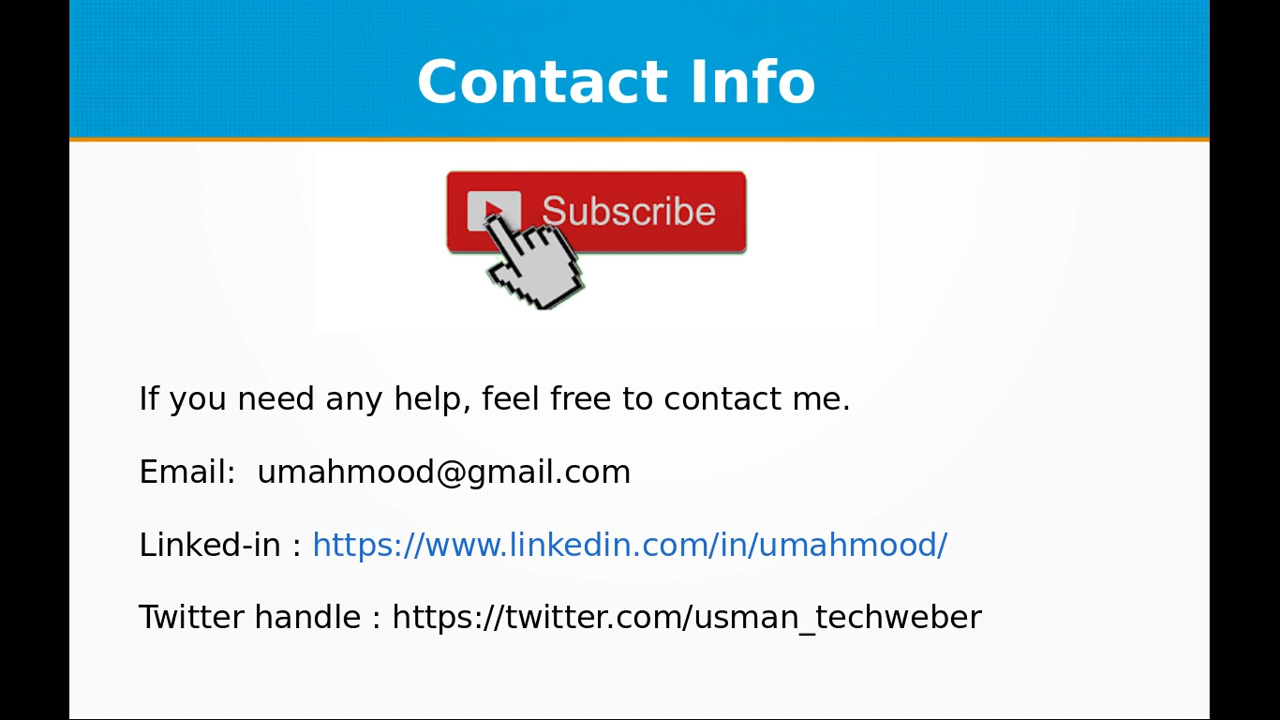 Contact Info
Subscribe
If you need any help, feel free to contact me.
Email:  umahmood@gmail.com
Linked-in : https://www.linkedin.com/in/umahmood/
Twitter handle : https://twitter.com/usman_techweber